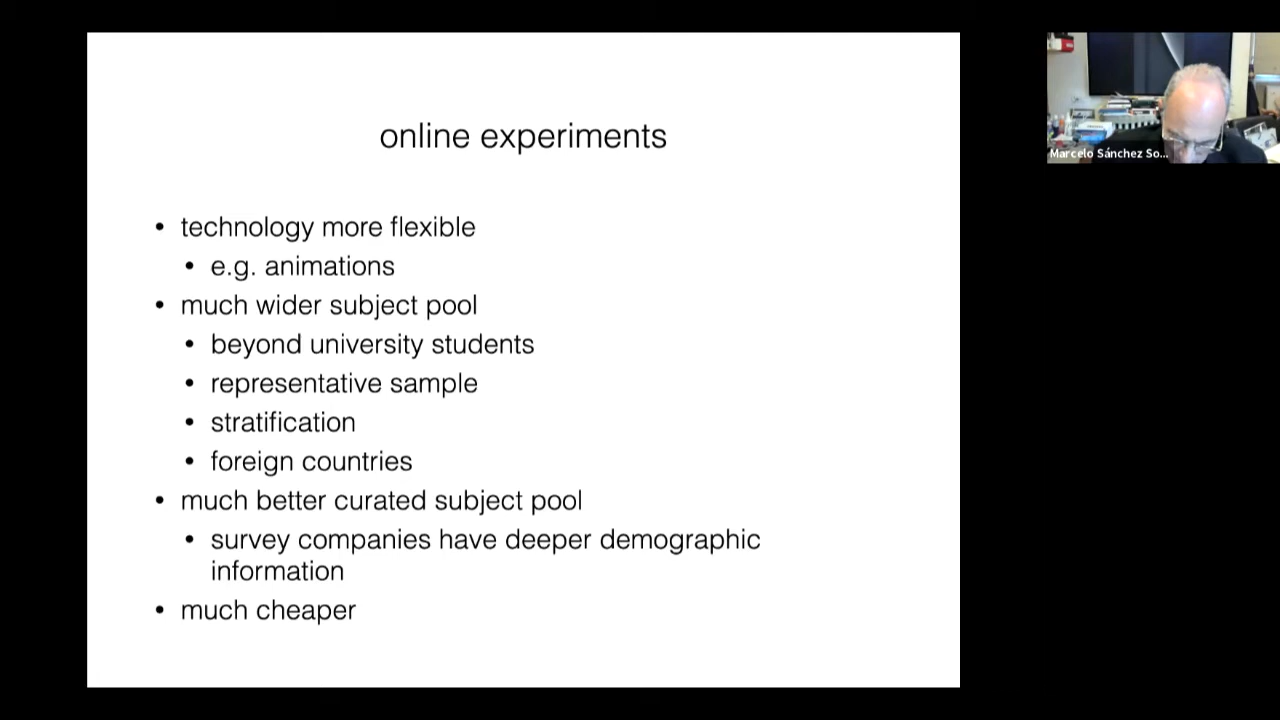 online experiments
• technology more flexible
• e.g. animations
• much wider subject pool
• beyond university students
• representative sample
• stratification
• foreign countries
• much better curated subject pool
• survey companies have deeper demographic
information
• much cheaper
Marcelo Sánchez So...